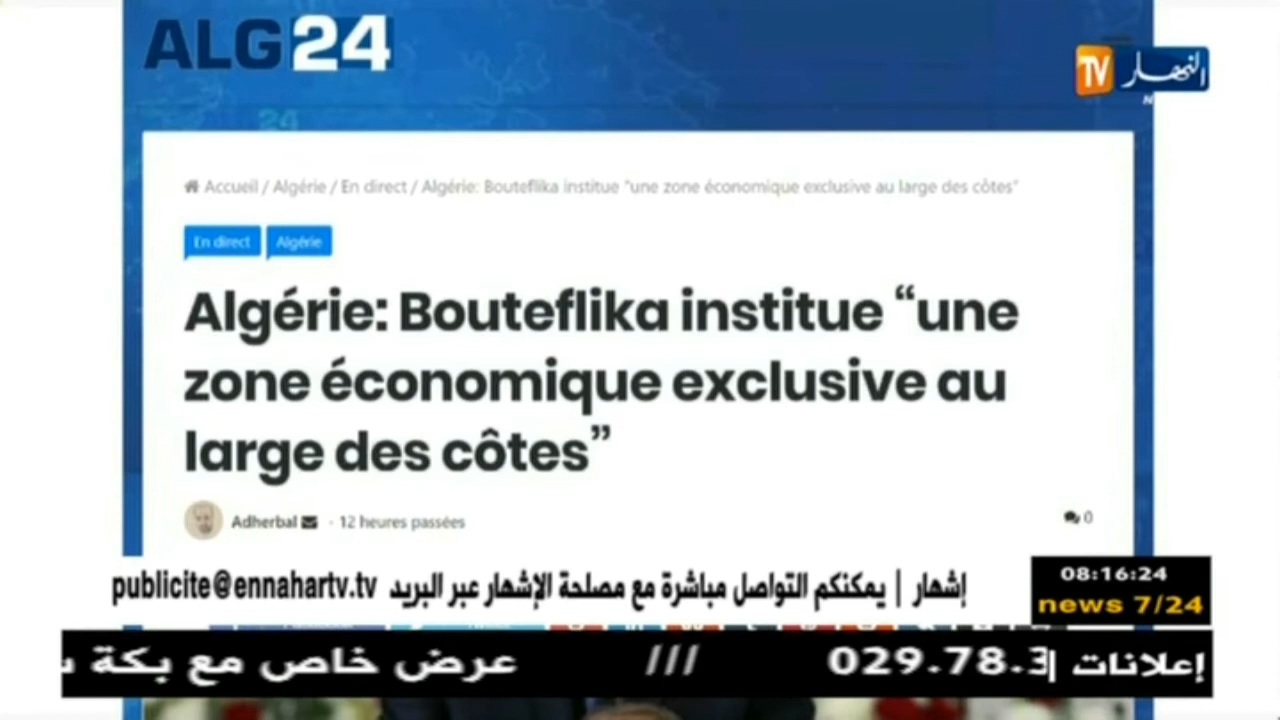 ALG24
TV النهار
24
Accueil / Algérie / En direct / Algérie: Bouteflika institue "une zone économique exclusive au large des côtes"
En direct Algérie
Algérie: Bouteflika institue “une
zone économique exclusive au
large des côtes”
Adherbal · 12 heures passées
0
إشهار | يمكنكم التواصل مباشرة مع مصلحة الإشهار عبر البريد publicite@ennahartv.tv
08:16:24
news 7/24
إعلانات | 029.78.3 /// عرض خاص مع بكة